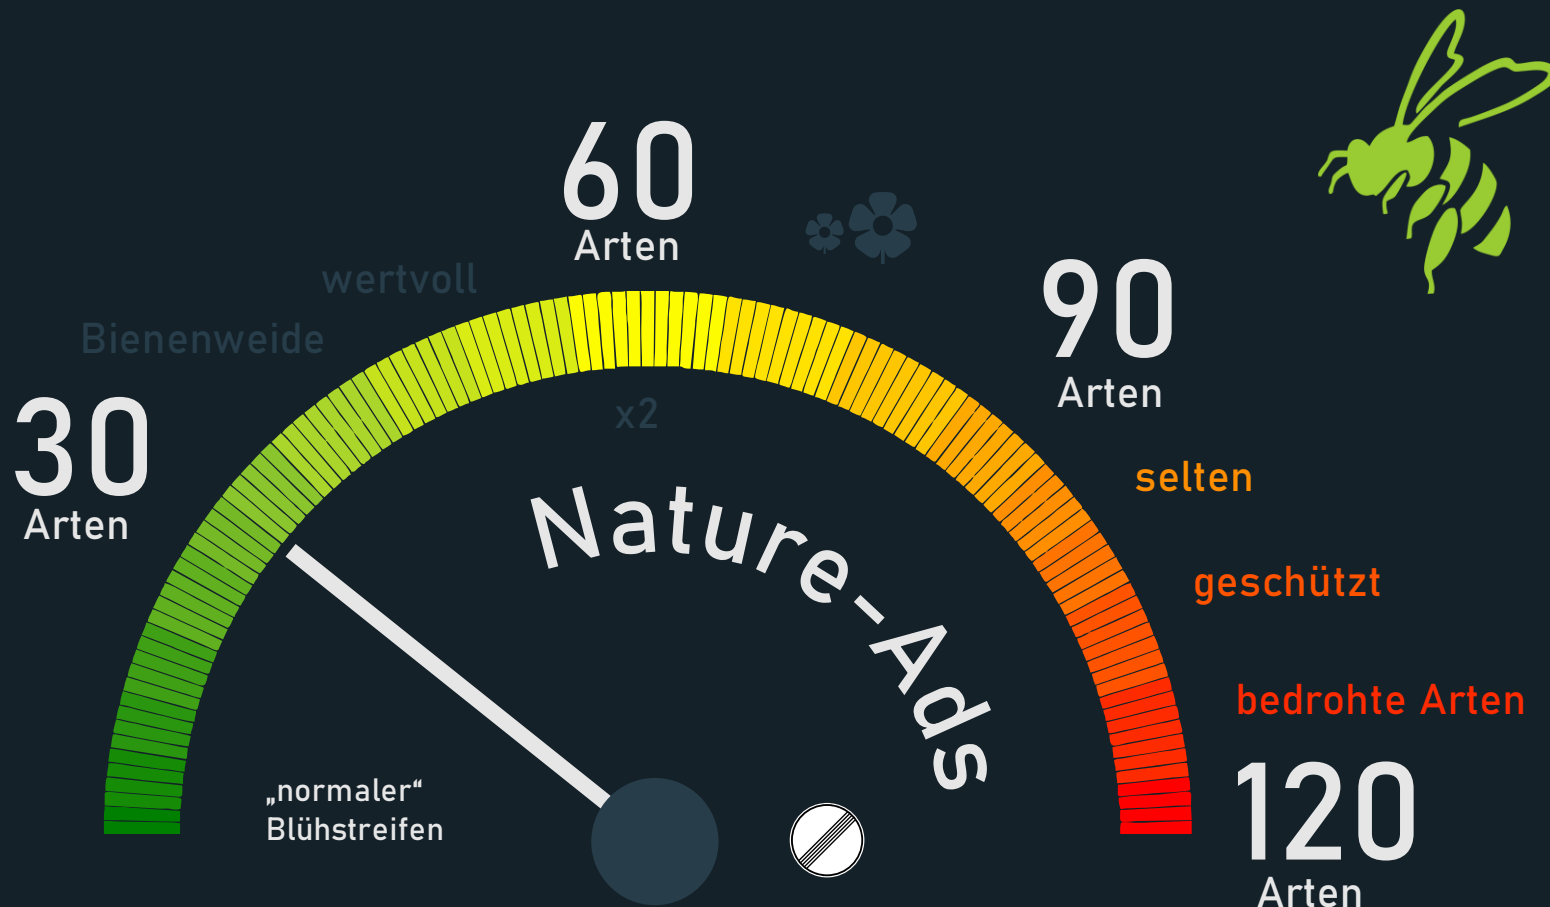 60
Arten
wertvoll
Bienenweide
90
Arten
30
Arten
x2
Nature-Ads
selten
geschützt
bedrohte Arten
„normaler“
Blühstreifen
120
Arten